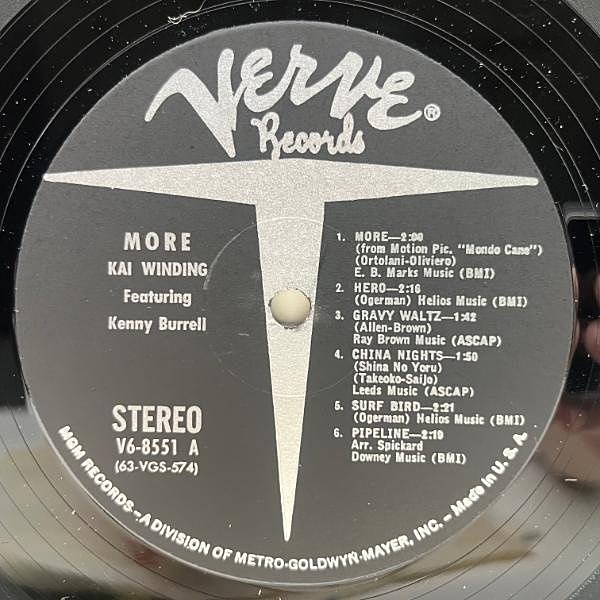 Verve®
Records
MORE
KAI WINDING
Featuring
Kenny Burrell
STEREO
V6-8551 A
(63-VGS-574)
1. MORE—2:00
(from Motion Pic. "Mondo Cane")
(Ortolani-Oliviero)
E. B. Marks Music (BMI)
2. HERO—2:16
(Ogerman) Helios Music (BMI)
3. GRAVY WALTZ—1:42
(Allen-Brown)
Ray Brown Music (ASCAP)
4. CHINA NIGHTS—1:50
(Shina No Yoru)
(Takeoko-Saijo)
Leeds Music (ASCAP)
5. SURF BIRD—2:21
(Ogerman) Helios Music (BMI)
6. PIPELINE—2:19
Arr. Spickard
Downey Music (BMI)
MGM RECORDS—A DIVISION OF METRO-GOLDWYN-MAYER, INC. – Made in U. S. A.